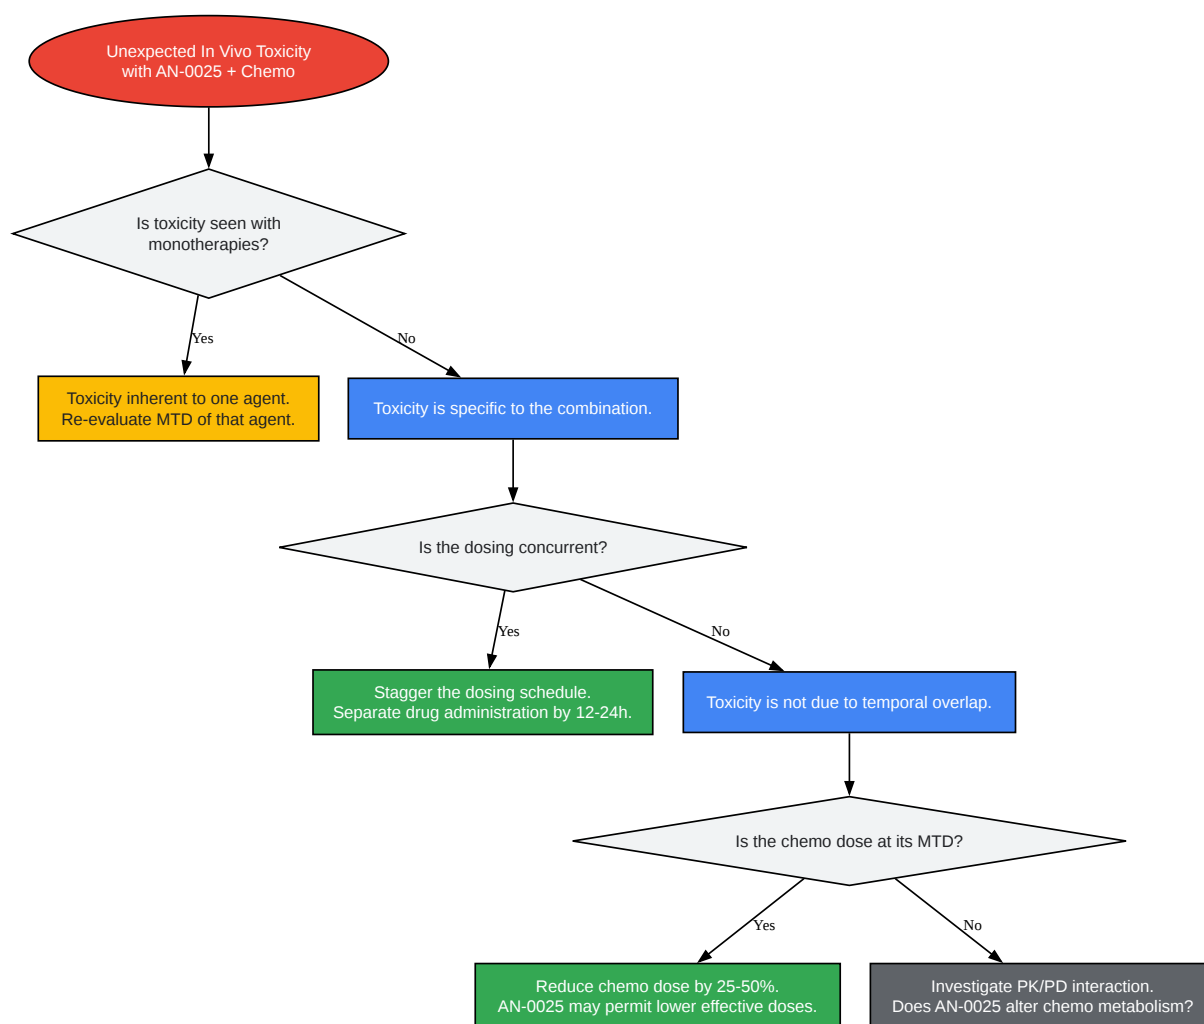 Unexpected In Vivo Toxicity
with AN-0025 + Chemo
Is toxicity seen with
monotherapies?
Yes
No
Toxicity inherent to one agent.
Re-evaluate MTD of that agent.
Toxicity is specific to the combination.
Is the dosing concurrent?
Yes
No
Stagger the dosing schedule.
Separate drug administration by 12-24h.
Toxicity is not due to temporal overlap.
Is the chemo dose at its MTD?
Yes
No
Reduce chemo dose by 25-50%.
AN-0025 may permit lower effective doses.
Investigate PK/PD interaction.
Does AN-0025 alter chemo metabolism?